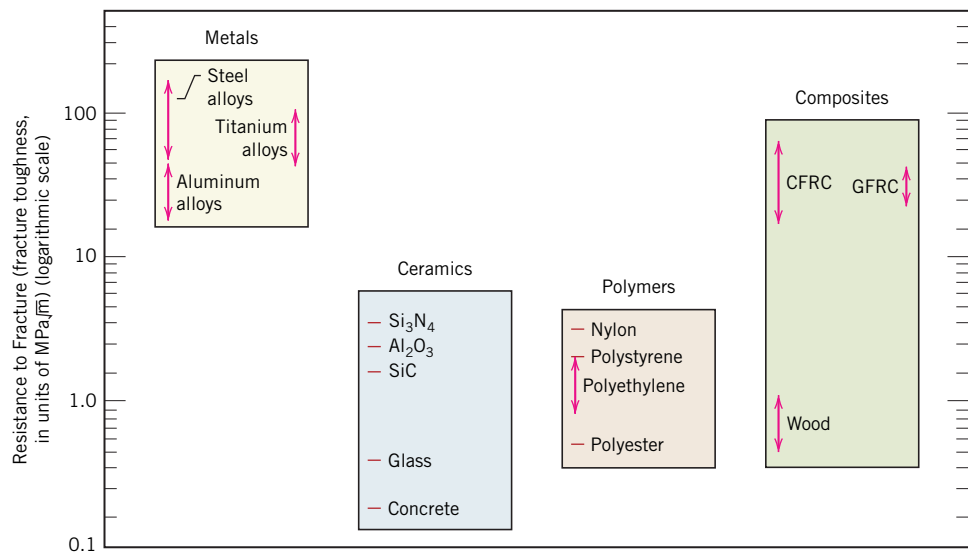 Resistance to Fracture (fracture toughness,
in units of MPa√m) (logarithmic scale)
100
10
1.0
0.1
Metals
Steel
alloys
Titanium
alloys
Aluminum
alloys
Ceramics
Si₃N₄
Al₂O₃
SiC
Glass
Concrete
Polymers
Nylon
Polystyrene
Polyethylene
Polyester
Composites
CFRC
GFRC
Wood